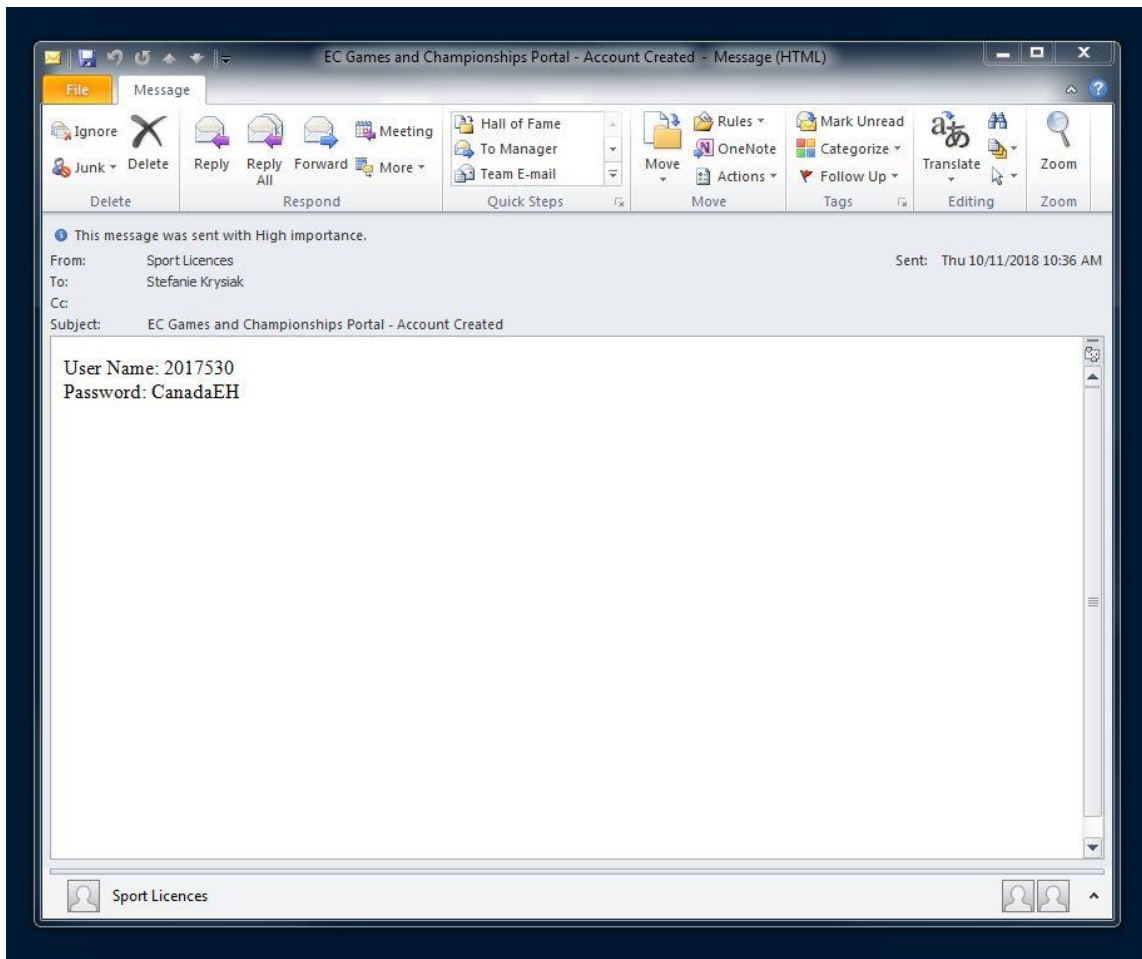 EC Games and Championships Portal - Account Created - Message (HTML)
File Message
Ignore
Junk
Delete
Reply
Reply All
Forward
Meeting
More
Hall of Fame
To Manager
Team E-mail
Move
Rules
OneNote
Actions
Mark Unread
Categorize
Follow Up
Translate
Zoom
Delete Respond Quick Steps Move Tags Editing Zoom
This message was sent with High importance.
From: Sport Licences Sent: Thu 10/11/2018 10:36 AM
To: Stefanie Krysiak
Cc:
Subject: EC Games and Championships Portal - Account Created
User Name: 2017530
Password: CanadaEH
Sport Licences